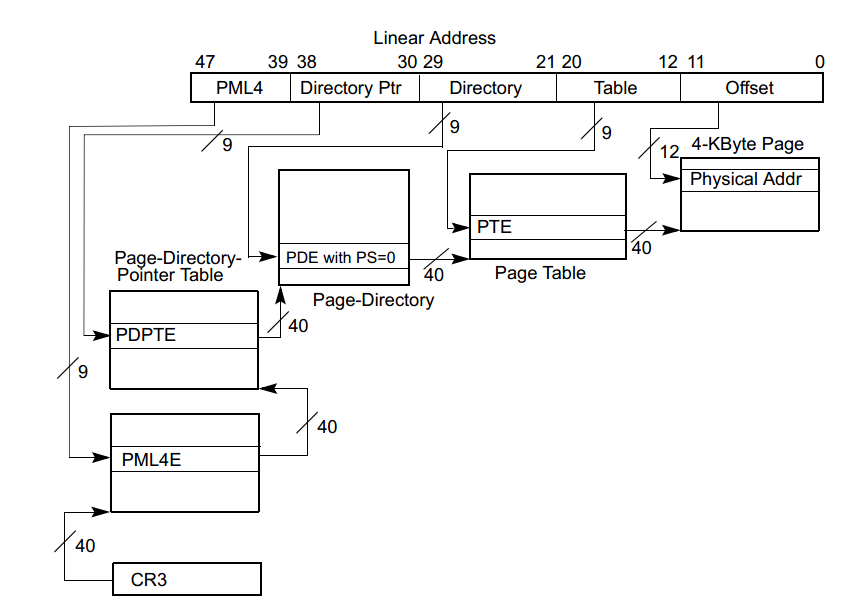 Linear Address
47 39 38 30 29 21 20 12 11 0
PML4 Directory Ptr Directory Table Offset
9
9
9
12
4-KByte Page
Physical Addr
PTE
40
Page Table
PDE with PS=0
40
Page-Directory
Page-Directory-
Pointer Table
PDPTE
40
9
40
PML4E
40
CR3